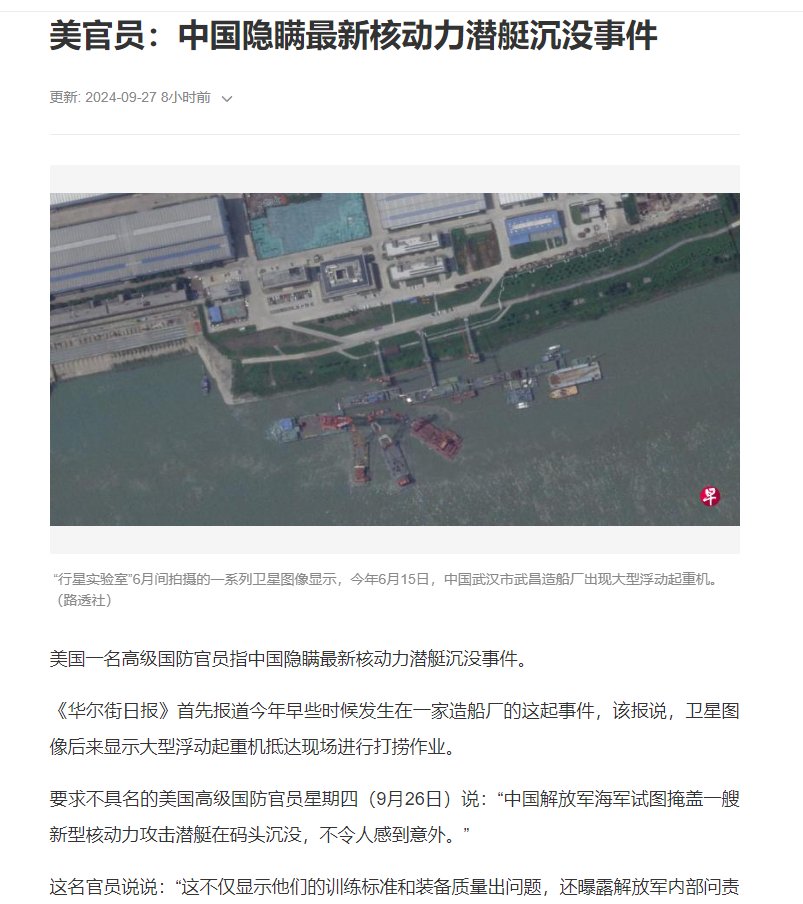 美官员：中国隐瞒最新核动力潜艇沉没事件
更新: 2024-09-27 8小时前
早
“行星实验室”6月间拍摄的一系列卫星图像显示，今年6月15日，中国武汉市武昌造船厂出现大型浮动起重机。
（路透社）
美国一名高级国防官员指中国隐瞒最新核动力潜艇沉没事件。
《华尔街日报》首先报道今年早些时候发生在一家造船厂的这起事件，该报说，卫星图
像后来显示大型浮动起重机抵达现场进行打捞作业。
要求不具名的美国高级国防官员星期四（9月26日）说：“中国解放军海军试图掩盖一艘
新型核动力攻击潜艇在码头沉没，不令人感到意外。”
这名官员说说：“这不仅显示他们的训练标准和装备质量出问题，还曝露解放军内部问责